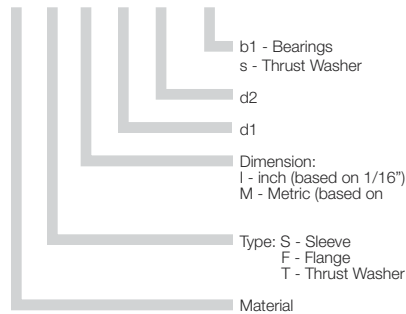 b1 - Bearings
s - Thrust Washer
d2
d1
Dimension:
I - inch (based on 1/16")
M - Metric (based on
Type: S - Sleeve
F - Flange
T - Thrust Washer
Material